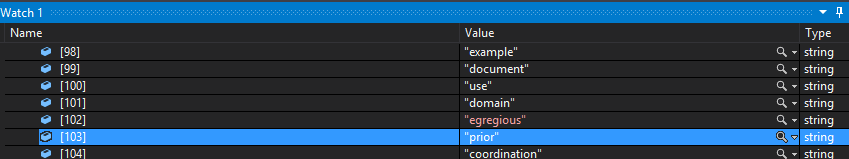 Watch 1
Name Value Type
[98] "example" string
[99] "document" string
[100] "use" string
[101] "domain" string
[102] "egregious" string
[103] "prior" string
[104] "coordination" string